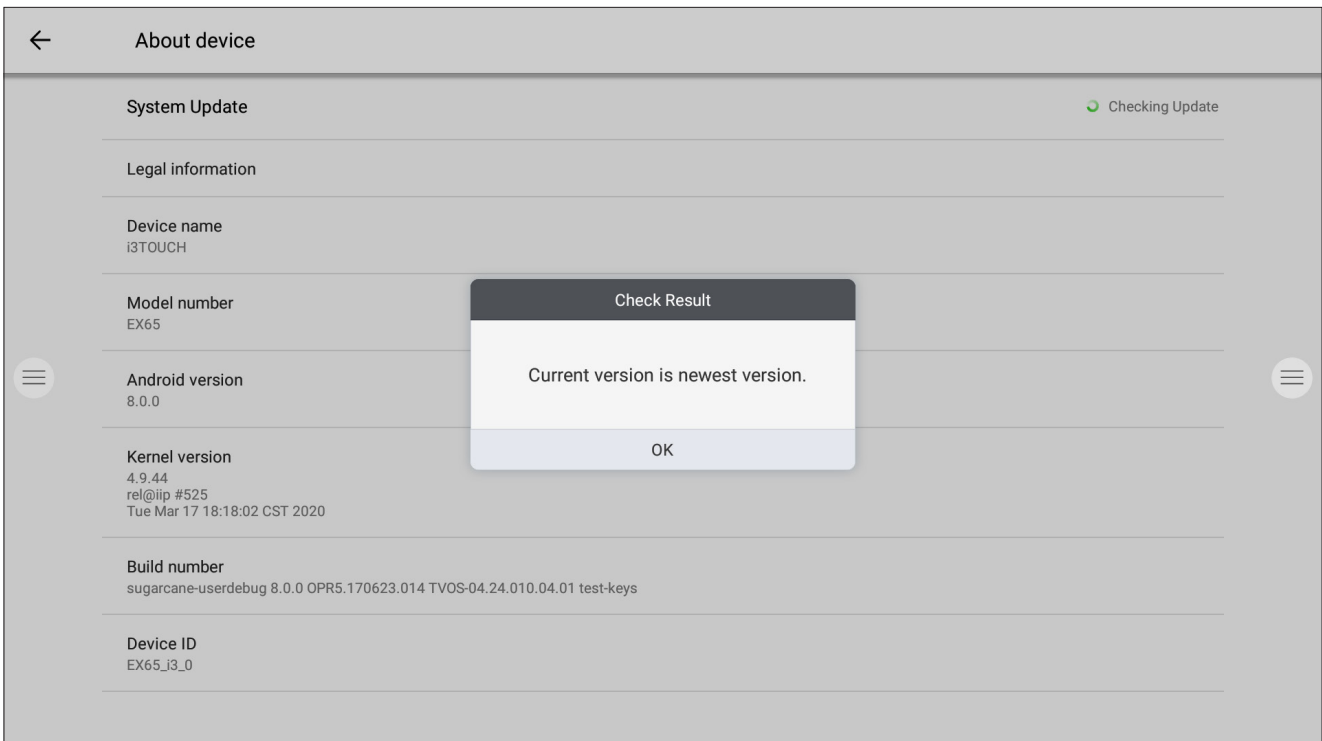 About device
System Update
Checking Update
Legal information
Device name
i3TOUCH
Model number
EX65
Check Result
Current version is newest version.
OK
Android version
8.0.0
Kernel version
4.9.44
rel@iip #525
Tue Mar 17 18:18:02 CST 2020
Build number
sugarcane-userdebug 8.0.0 OPR5.170623.014 TVOS-04.24.010.04.01 test-keys
Device ID
EX65_i3_0